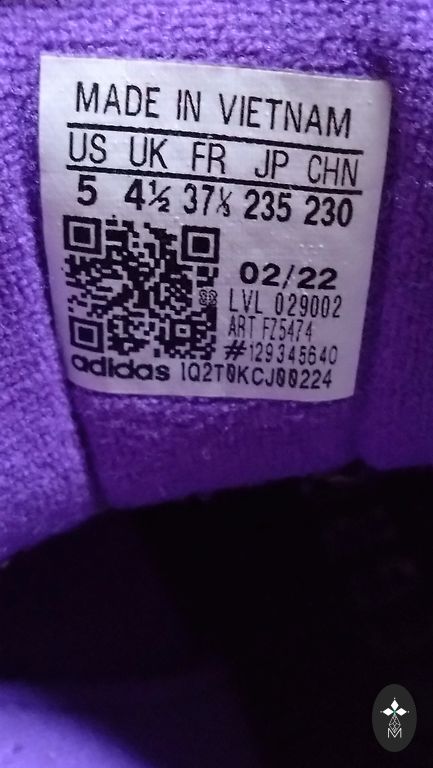 MADE IN VIETNAM
US UK FR JP CHN
5 4½ 37⅓ 235 230
02/22
LVL 029002
ART FZ5474
#129345640
adidas 1Q2T0KCJ00224